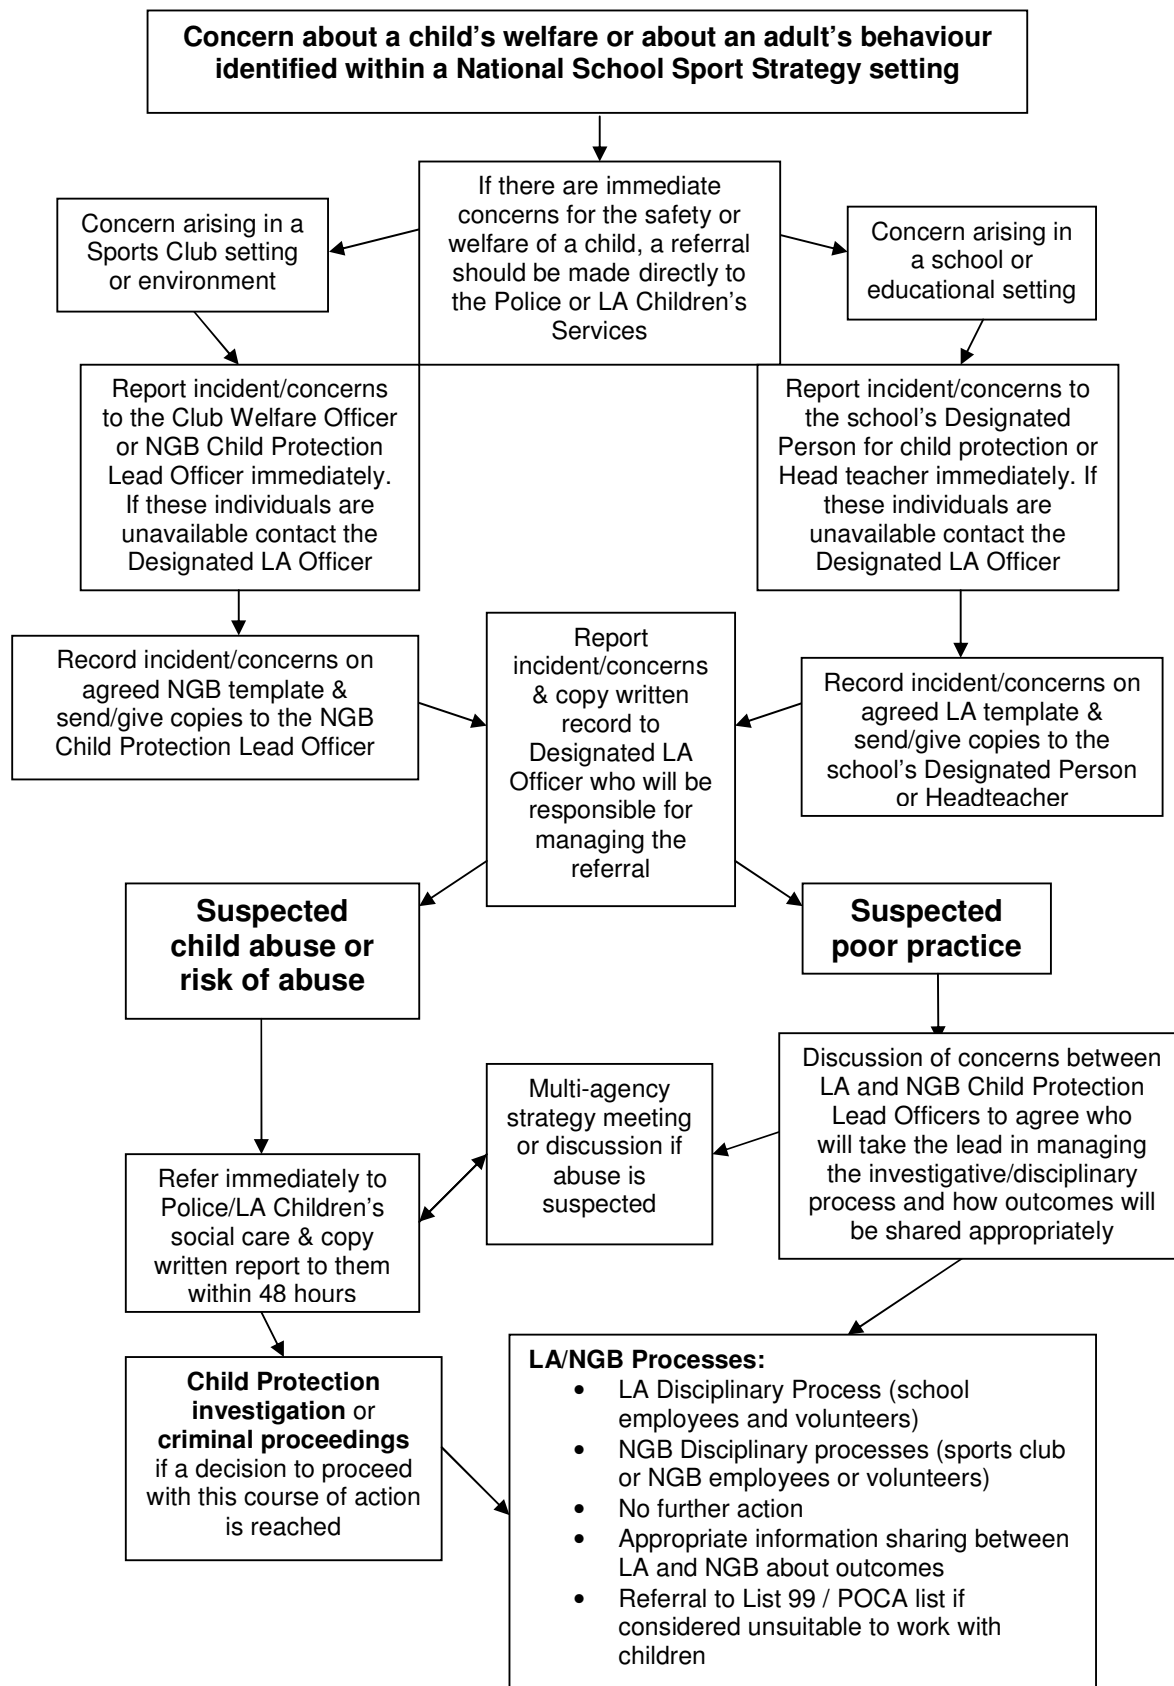 Concern about a child’s welfare or about an adult’s behaviour
identified within a National School Sport Strategy setting
If there are immediate
concerns for the safety or
welfare of a child, a referral
should be made directly to
the Police or LA Children’s
Services
Concern arising in a
Sports Club setting
or environment
Concern arising in
a school or
educational setting
Report incident/concerns
to the Club Welfare Officer
or NGB Child Protection
Lead Officer immediately.
If these individuals are
unavailable contact the
Designated LA Officer
Report incident/concerns to
the school’s Designated
Person for child protection or
Head teacher immediately. If
these individuals are
unavailable contact the
Designated LA Officer
Record incident/concerns on
agreed NGB template &
send/give copies to the NGB
Child Protection Lead Officer
Report
incident/concerns
& copy written
record to
Designated LA
Officer who will be
responsible for
managing the
referral
Record incident/concerns on
agreed LA template &
send/give copies to the
school’s Designated Person
or Headteacher
Suspected
child abuse or
risk of abuse
Suspected
poor practice
Refer immediately to
Police/LA Children’s
social care & copy
written report to them
within 48 hours
Multi-agency
strategy meeting
or discussion if
abuse is
suspected
Discussion of concerns between
LA and NGB Child Protection
Lead Officers to agree who
will take the lead in managing
the investigative/disciplinary
process and how outcomes will
be shared appropriately
Child Protection
investigation or
criminal proceedings
if a decision to proceed
with this course of action
is reached
LA/NGB Processes:
• LA Disciplinary Process (school
employees and volunteers)
• NGB Disciplinary processes (sports club
or NGB employees or volunteers)
• No further action
• Appropriate information sharing between
LA and NGB about outcomes
• Referral to List 99 / POCA list if
considered unsuitable to work with
children